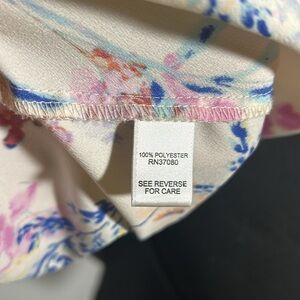 100% POLYESTER
RN37080
SEE REVERSE
FOR CARE